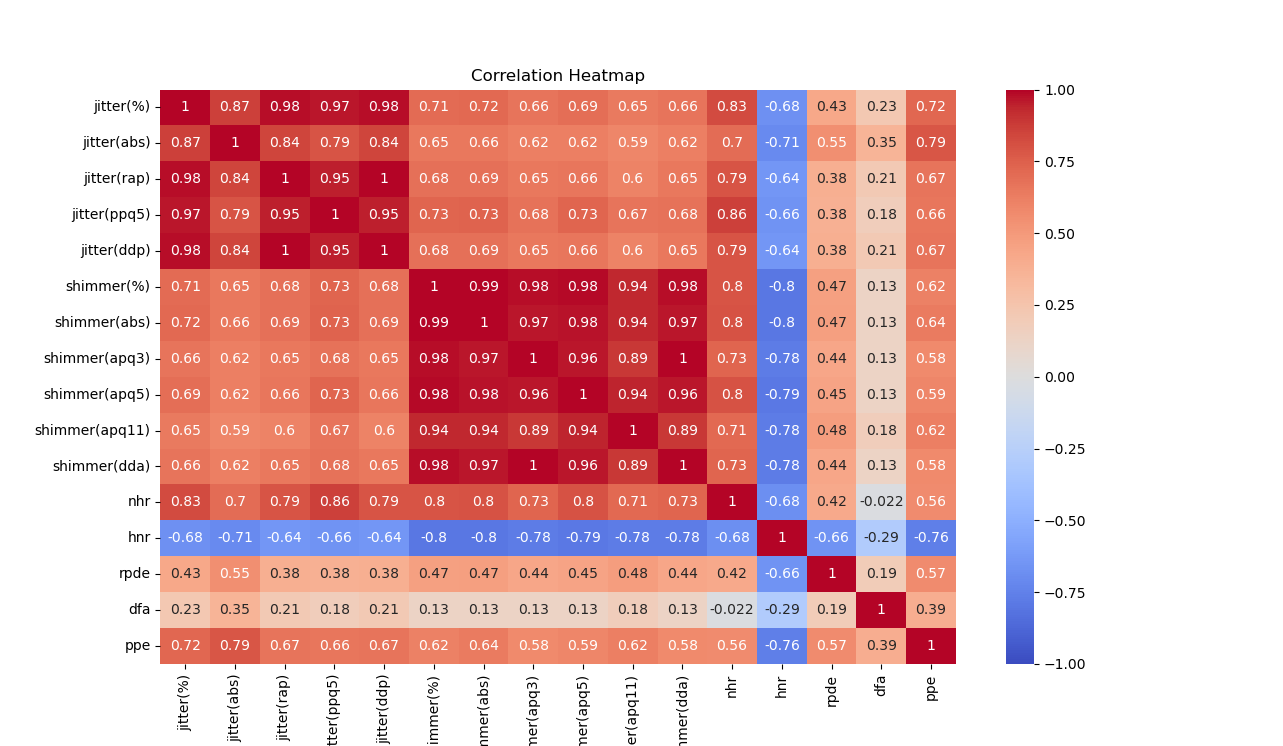 Correlation Heatmap
jitter(%) 1 0.87 0.98 0.97 0.98 0.71 0.72 0.66 0.69 0.65 0.66 0.83 -0.68 0.43 0.23 0.72
jitter(abs) 0.87 1 0.84 0.79 0.84 0.65 0.66 0.62 0.62 0.59 0.62 0.7 -0.71 0.55 0.35 0.79
jitter(rap) 0.98 0.84 1 0.95 1 0.68 0.69 0.65 0.66 0.6 0.65 0.79 -0.64 0.38 0.21 0.67
jitter(ppq5) 0.97 0.79 0.95 1 0.95 0.73 0.73 0.68 0.73 0.67 0.68 0.86 -0.66 0.38 0.18 0.66
jitter(ddp) 0.98 0.84 1 0.95 1 0.68 0.69 0.65 0.66 0.6 0.65 0.79 -0.64 0.38 0.21 0.67
shimmer(%) 0.71 0.65 0.68 0.73 0.68 1 0.99 0.98 0.98 0.94 0.98 0.8 -0.8 0.47 0.13 0.62
shimmer(abs) 0.72 0.66 0.69 0.73 0.69 0.99 1 0.97 0.98 0.94 0.97 0.8 -0.8 0.47 0.13 0.64
shimmer(apq3) 0.66 0.62 0.65 0.68 0.65 0.98 0.97 1 0.96 0.89 1 0.73 -0.78 0.44 0.13 0.58
shimmer(apq5) 0.69 0.62 0.66 0.73 0.66 0.98 0.98 0.96 1 0.94 0.96 0.8 -0.79 0.45 0.13 0.59
shimmer(apq11) 0.65 0.59 0.6 0.67 0.6 0.94 0.94 0.89 0.94 1 0.89 0.71 -0.78 0.48 0.18 0.62
shimmer(dda) 0.66 0.62 0.65 0.68 0.65 0.98 0.97 1 0.96 0.89 1 0.73 -0.78 0.44 0.13 0.58
nhr 0.83 0.7 0.79 0.86 0.79 0.8 0.8 0.73 0.8 0.71 0.73 1 -0.68 0.42 -0.022 0.56
hnr -0.68 -0.71 -0.64 -0.66 -0.64 -0.8 -0.8 -0.78 -0.79 -0.78 -0.78 -0.68 1 -0.66 -0.29 -0.76
rpde 0.43 0.55 0.38 0.38 0.38 0.47 0.47 0.44 0.45 0.48 0.44 0.42 -0.66 1 0.19 0.57
dfa 0.23 0.35 0.21 0.18 0.21 0.13 0.13 0.13 0.13 0.18 0.13 -0.022 -0.29 0.19 1 0.39
ppe 0.72 0.79 0.67 0.66 0.67 0.62 0.64 0.58 0.59 0.62 0.58 0.56 -0.76 0.57 0.39 1
jitter(%)
jitter(abs)
jitter(rap)
tter(ppq5)
jitter(ddp)
immer(%)
mmer(abs)
mer(apq3)
mer(apq5)
er(apq11)
mmer(dda)
nhr
hnr
rpde
dfa
ppe
1.00
0.75
0.50
0.25
0.00
−0.25
−0.50
−0.75
−1.00